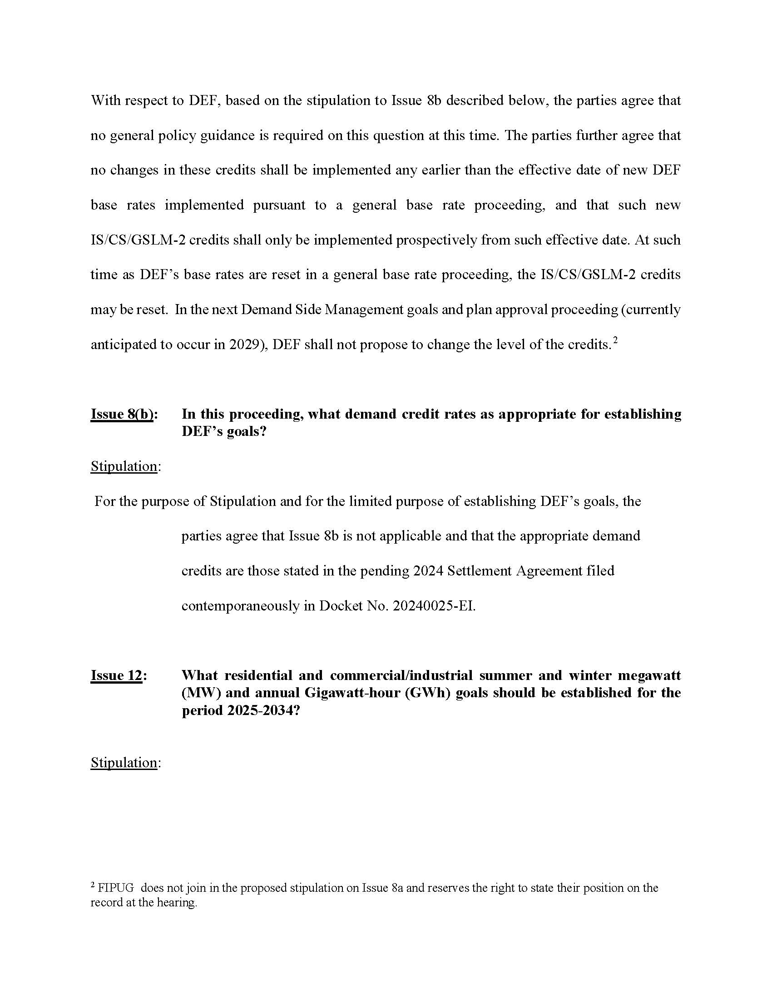 With respect to DEF, based on the stipulation to Issue 8b described below, the parties agree that
no general policy guidance is required on this question at this time. The parties further agree that
no changes in these credits shall be implemented any earlier than the effective date of new DEF
base rates implemented pursuant to a general base rate proceeding, and that such new
IS/CS/GSLM-2 credits shall only be implemented prospectively from such effective date. At such
time as DEF’s base rates are reset in a general base rate proceeding, the IS/CS/GSLM-2 credits
may be reset. In the next Demand Side Management goals and plan approval proceeding (currently
anticipated to occur in 2029), DEF shall not propose to change the level of the credits.2
Issue 8(b): In this proceeding, what demand credit rates as appropriate for establishing
DEF’s goals?
Stipulation:
For the purpose of Stipulation and for the limited purpose of establishing DEF’s goals, the
parties agree that Issue 8b is not applicable and that the appropriate demand
credits are those stated in the pending 2024 Settlement Agreement filed
contemporaneously in Docket No. 20240025-EI.
Issue 12: What residential and commercial/industrial summer and winter megawatt
(MW) and annual Gigawatt-hour (GWh) goals should be established for the
period 2025-2034?
Stipulation:
2 FIPUG does not join in the proposed stipulation on Issue 8a and reserves the right to state their position on the
record at the hearing.